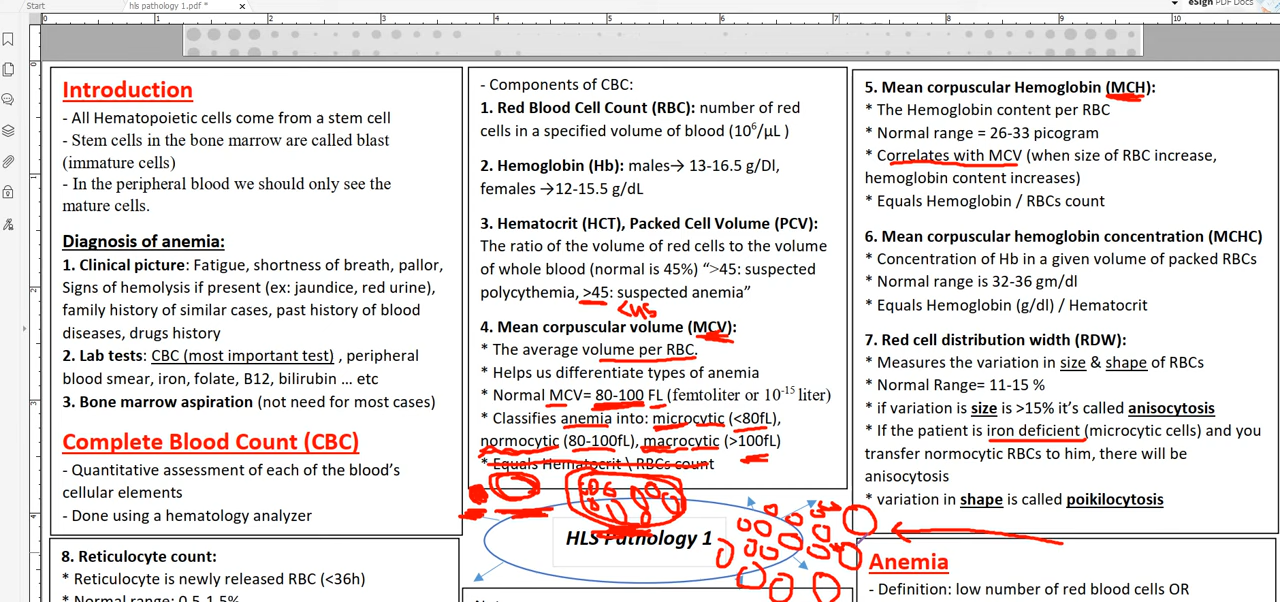 Start
hls pathology 1.pdf *
eSign PDF Docs
0 1 2 3 4 5 6 7 8 9 10
Introduction
- All Hematopoietic cells come from a stem cell
- Stem cells in the bone marrow are called blast
(immature cells)
- In the peripheral blood we should only see the
mature cells.
Diagnosis of anemia:
1. Clinical picture: Fatigue, shortness of breath, pallor,
Signs of hemolysis if present (ex: jaundice, red urine),
family history of similar cases, past history of blood
diseases, drugs history
2. Lab tests: CBC (most important test) , peripheral
blood smear, iron, folate, B12, bilirubin ... etc
3. Bone marrow aspiration (not need for most cases)
Complete Blood Count (CBC)
- Quantitative assessment of each of the blood's
cellular elements
- Done using a hematology analyzer
8. Reticulocyte count:
* Reticulocyte is newly released RBC (<36h)
* Normal range: 0.5-1.5%
- Components of CBC:
1. Red Blood Cell Count (RBC): number of red
cells in a specified volume of blood (10⁶/μL )
2. Hemoglobin (Hb): males→ 13-16.5 g/Dl,
females →12-15.5 g/dL
3. Hematocrit (HCT), Packed Cell Volume (PCV):
The ratio of the volume of red cells to the volume
of whole blood (normal is 45%) “>45: suspected
polycythemia, >45: suspected anemia”
<45
4. Mean corpuscular volume (MCV):
* The average volume per RBC.
* Helps us differentiate types of anemia
* Normal MCV= 80-100 FL (femtoliter or 10⁻¹⁵ liter)
* Classifies anemia into: microcytic (<80fL),
normocytic (80-100fL), macrocytic (>100fL)
* Equals Hematocrit \ RBCs count
HLS Pathology 1
5. Mean corpuscular Hemoglobin (MCH):
* The Hemoglobin content per RBC
* Normal range = 26-33 picogram
* Correlates with MCV (when size of RBC increase,
hemoglobin content increases)
* Equals Hemoglobin / RBCs count
6. Mean corpuscular hemoglobin concentration (MCHC)
* Concentration of Hb in a given volume of packed RBCs
* Normal range = 32-36 gm/dl
* Equals Hemoglobin (g/dl) / Hematocrit
7. Red cell distribution width (RDW):
* Measures the variation in size & shape of RBCs
* Normal Range= 11-15 %
* if variation is size is >15% it's called anisocytosis
* If the patient is iron deficient (microcytic cells) and you
transfer normocytic RBCs to him, there will be
anisocytosis
* variation in shape is called poikilocytosis
Anemia
- Definition: low number of red blood cells OR